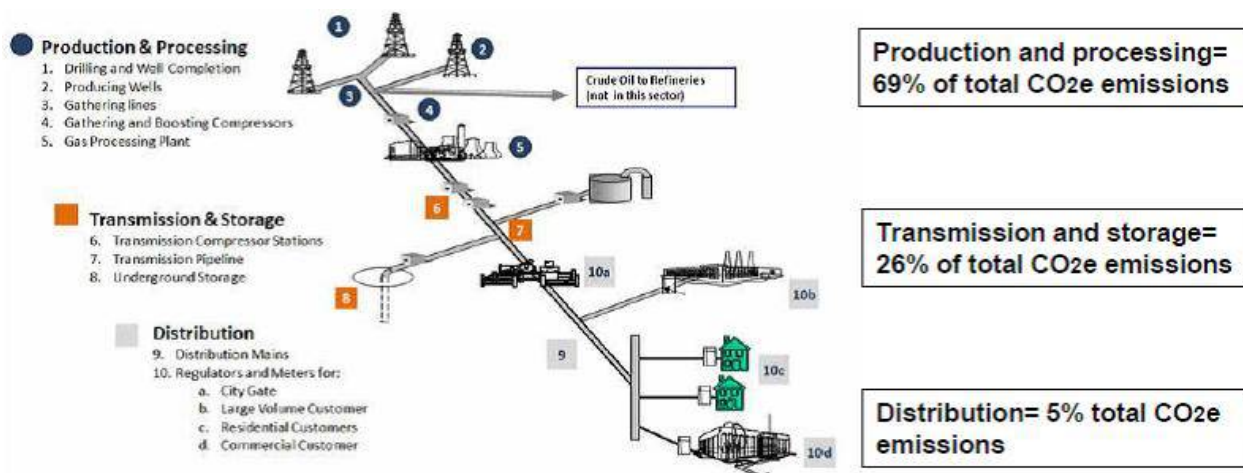 Production & Processing
1. Drilling and Well Completion
2. Producing Wells
3. Gathering lines
4. Gathering and Boosting Compressors
5. Gas Processing Plant
1
2
3
4
5
Crude Oil to Refineries
(not in this sector)
Production and processing=
69% of total CO2e emissions
Transmission & Storage
6. Transmission Compressor Stations
7. Transmission Pipeline
8. Underground Storage
6
7
8
Transmission and storage=
26% of total CO2e emissions
10a
10b
Distribution
9. Distribution Mains
10. Regulators and Meters for:
a. City Gate
b. Large Volume Customer
c. Residential Customers
d. Commercial Customer
9
10c
10d
Distribution= 5% total CO2e
emissions